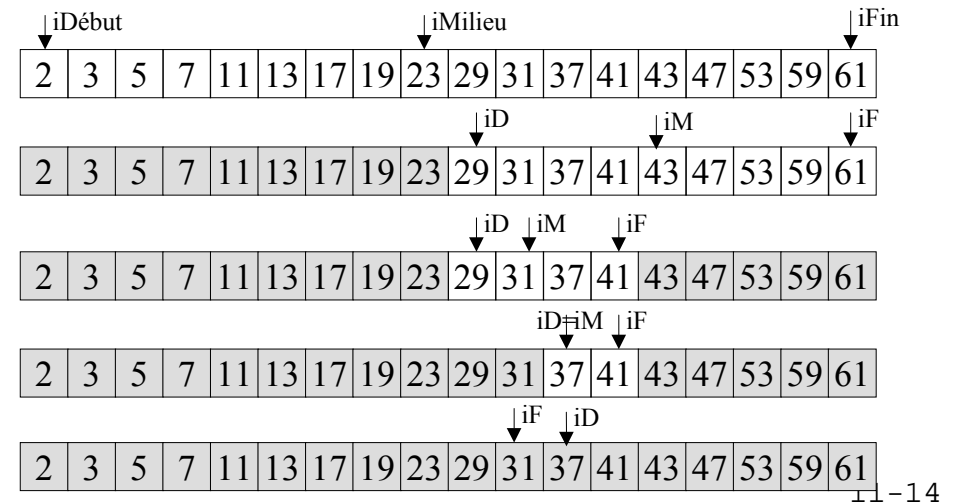 iDébut iMilieu iFin
2 3 5 7 11 13 17 19 23 29 31 37 41 43 47 53 59 61
iD iM iF
2 3 5 7 11 13 17 19 23 29 31 37 41 43 47 53 59 61
iD iM iF
2 3 5 7 11 13 17 19 23 29 31 37 41 43 47 53 59 61
iD=iM iF
2 3 5 7 11 13 17 19 23 29 31 37 41 43 47 53 59 61
iF iD
2 3 5 7 11 13 17 19 23 29 31 37 41 43 47 53 59 61
11-14